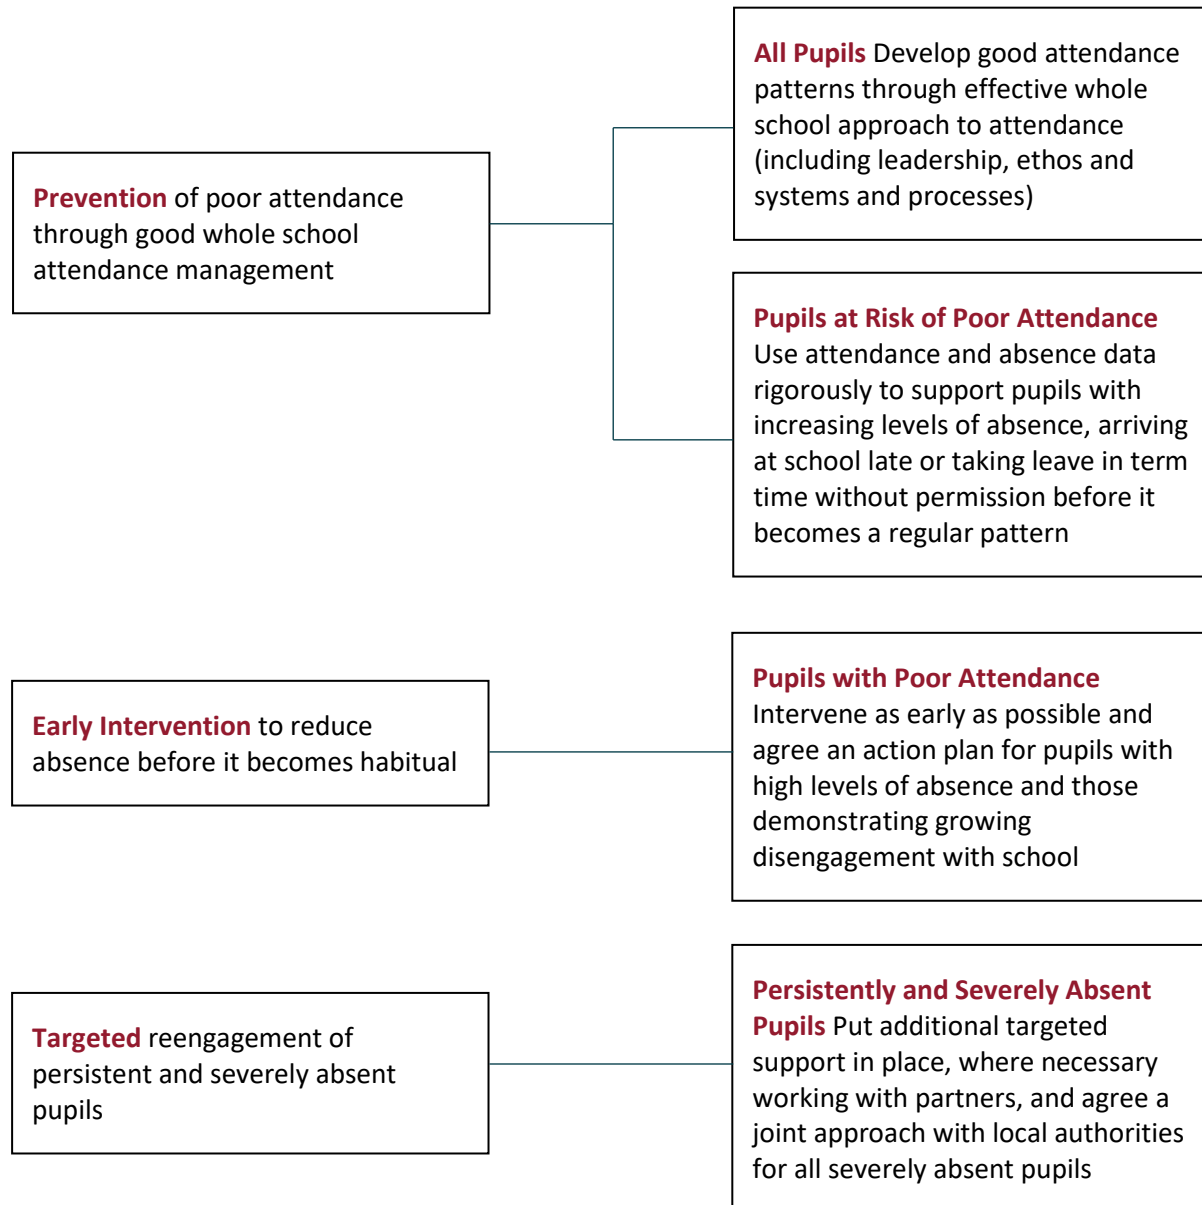 Prevention of poor attendance
through good whole school
attendance management
All Pupils Develop good attendance
patterns through effective whole
school approach to attendance
(including leadership, ethos and
systems and processes)
Pupils at Risk of Poor Attendance
Use attendance and absence data
rigorously to support pupils with
increasing levels of absence, arriving
at school late or taking leave in term
time without permission before it
becomes a regular pattern
Early Intervention to reduce
absence before it becomes habitual
Pupils with Poor Attendance
Intervene as early as possible and
agree an action plan for pupils with
high levels of absence and those
demonstrating growing
disengagement with school
Targeted reengagement of
persistent and severely absent
pupils
Persistently and Severely Absent
Pupils Put additional targeted
support in place, where necessary
working with partners, and agree a
joint approach with local authorities
for all severely absent pupils